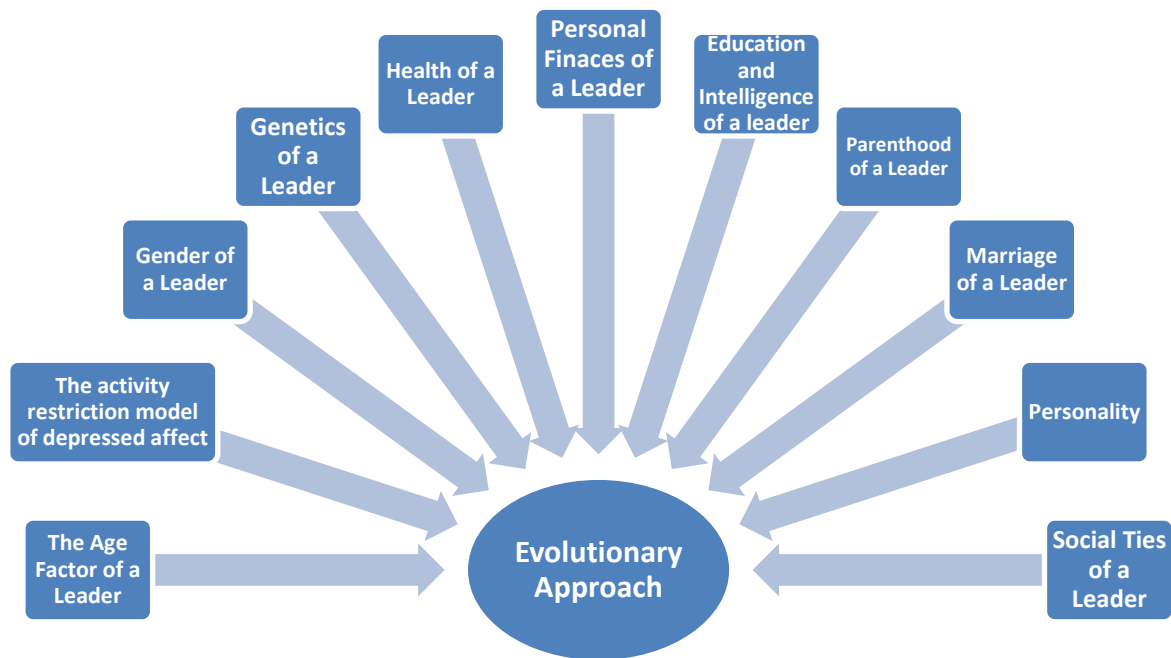 The Age
Factor of a
Leader
The activity
restriction model
of depressed affect
Gender of
a Leader
Genetics
of a
Leader
Health of a
Leader
Personal
Finaces of
a Leader
Education
and
Intelligence
of a leader
Parenthood
of a Leader
Marriage
of a Leader
Personality
Social Ties
of a
Leader
Evolutionary
Approach